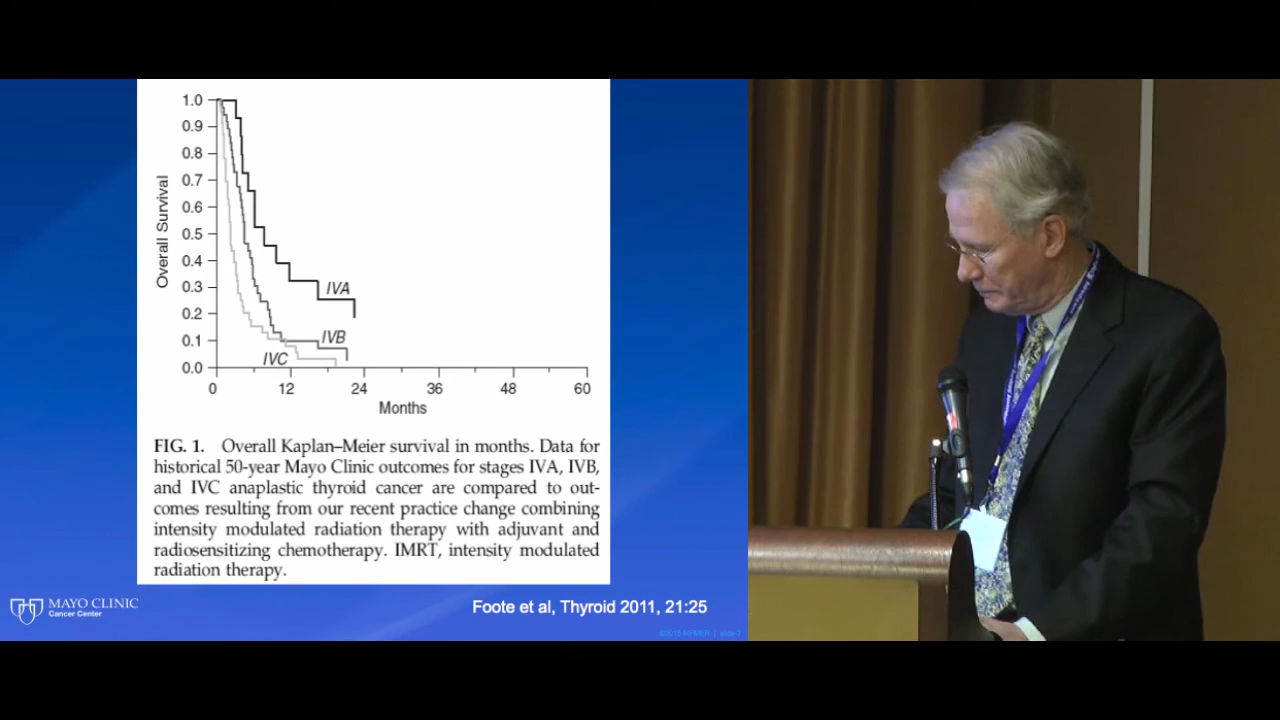 1.0
0.9
0.8
0.7
0.6
0.5
0.4
0.3
0.2
0.1
0.0
Overall Survival
IVA
IVB
IVC
0 12 24 36 48 60
Months
FIG. 1. Overall Kaplan–Meier survival in months. Data for
historical 50-year Mayo Clinic outcomes for stages IVA, IVB,
and IVC anaplastic thyroid cancer are compared to out-
comes resulting from our recent practice change combining
intensity modulated radiation therapy with adjuvant and
radiosensitizing chemotherapy. IMRT, intensity modulated
radiation therapy.
MAYO CLINIC
Cancer Center
Foote et al, Thyroid 2011, 21:25